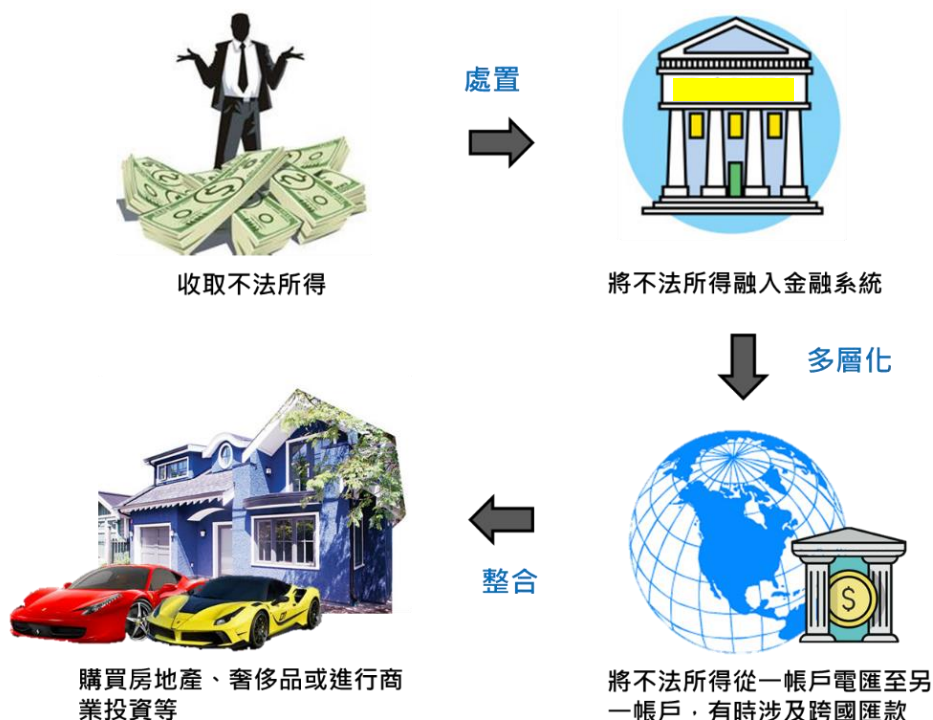 處置
收取不法所得
將不法所得融入金融系統
多層化
將不法所得從一帳戶電匯至另
一帳戶，有時涉及跨國匯款
整合
購買房地產、奢侈品或進行商
業投資等